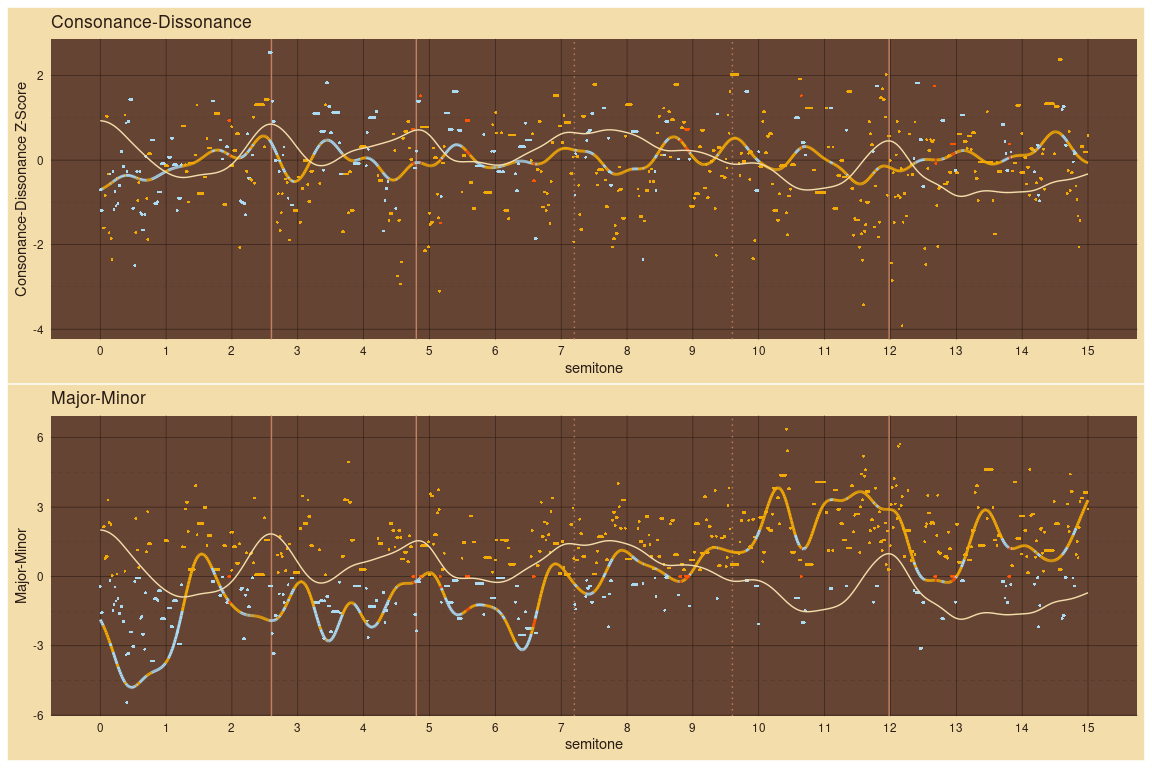 Consonance-Dissonance
Consonance-Dissonance Z-Score
2
0
-2
-4
0 1 2 3 4 5 6 7 8 9 10 11 12 13 14 15
semitone
Major-Minor
Major-Minor
6
3
0
-3
-6
0 1 2 3 4 5 6 7 8 9 10 11 12 13 14 15
semitone